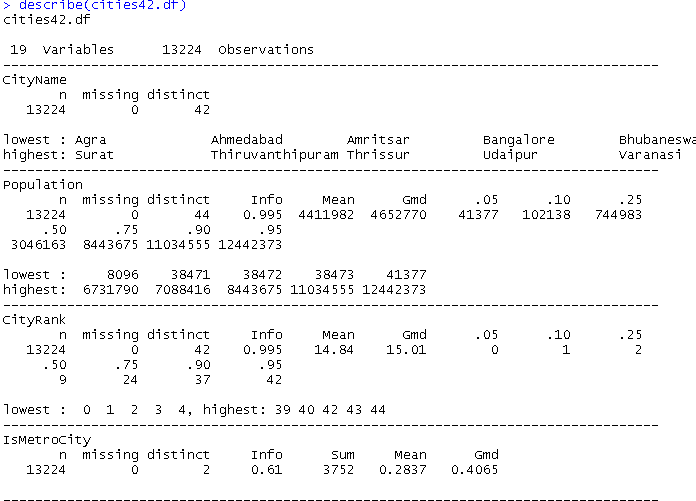 > describe(cities42.df)
cities42.df
19 Variables 13224 Observations
CityName
n missing distinct
13224 0 42
lowest : Agra Ahmedabad Amritsar Bangalore Bhubaneswa
highest: Surat Thiruvanthipuram Thrissur Udaipur Varanasi
Population
n missing distinct Info Mean Gmd .05 .10 .25
13224 0 44 0.995 4411982 4652770 41377 102138 744983
.50 .75 .90 .95
3046163 8443675 11034555 12442373
lowest : 8096 38471 38472 38473 41377
highest: 6731790 7088416 8443675 11034555 12442373
CityRank
n missing distinct Info Mean Gmd .05 .10 .25
13224 0 42 0.995 14.84 15.01 0 1 2
.50 .75 .90 .95
9 24 37 42
lowest : 0 1 2 3 4, highest: 39 40 42 43 44
IsMetroCity
n missing distinct Info Sum Mean Gmd
13224 0 2 0.61 3752 0.2837 0.4065